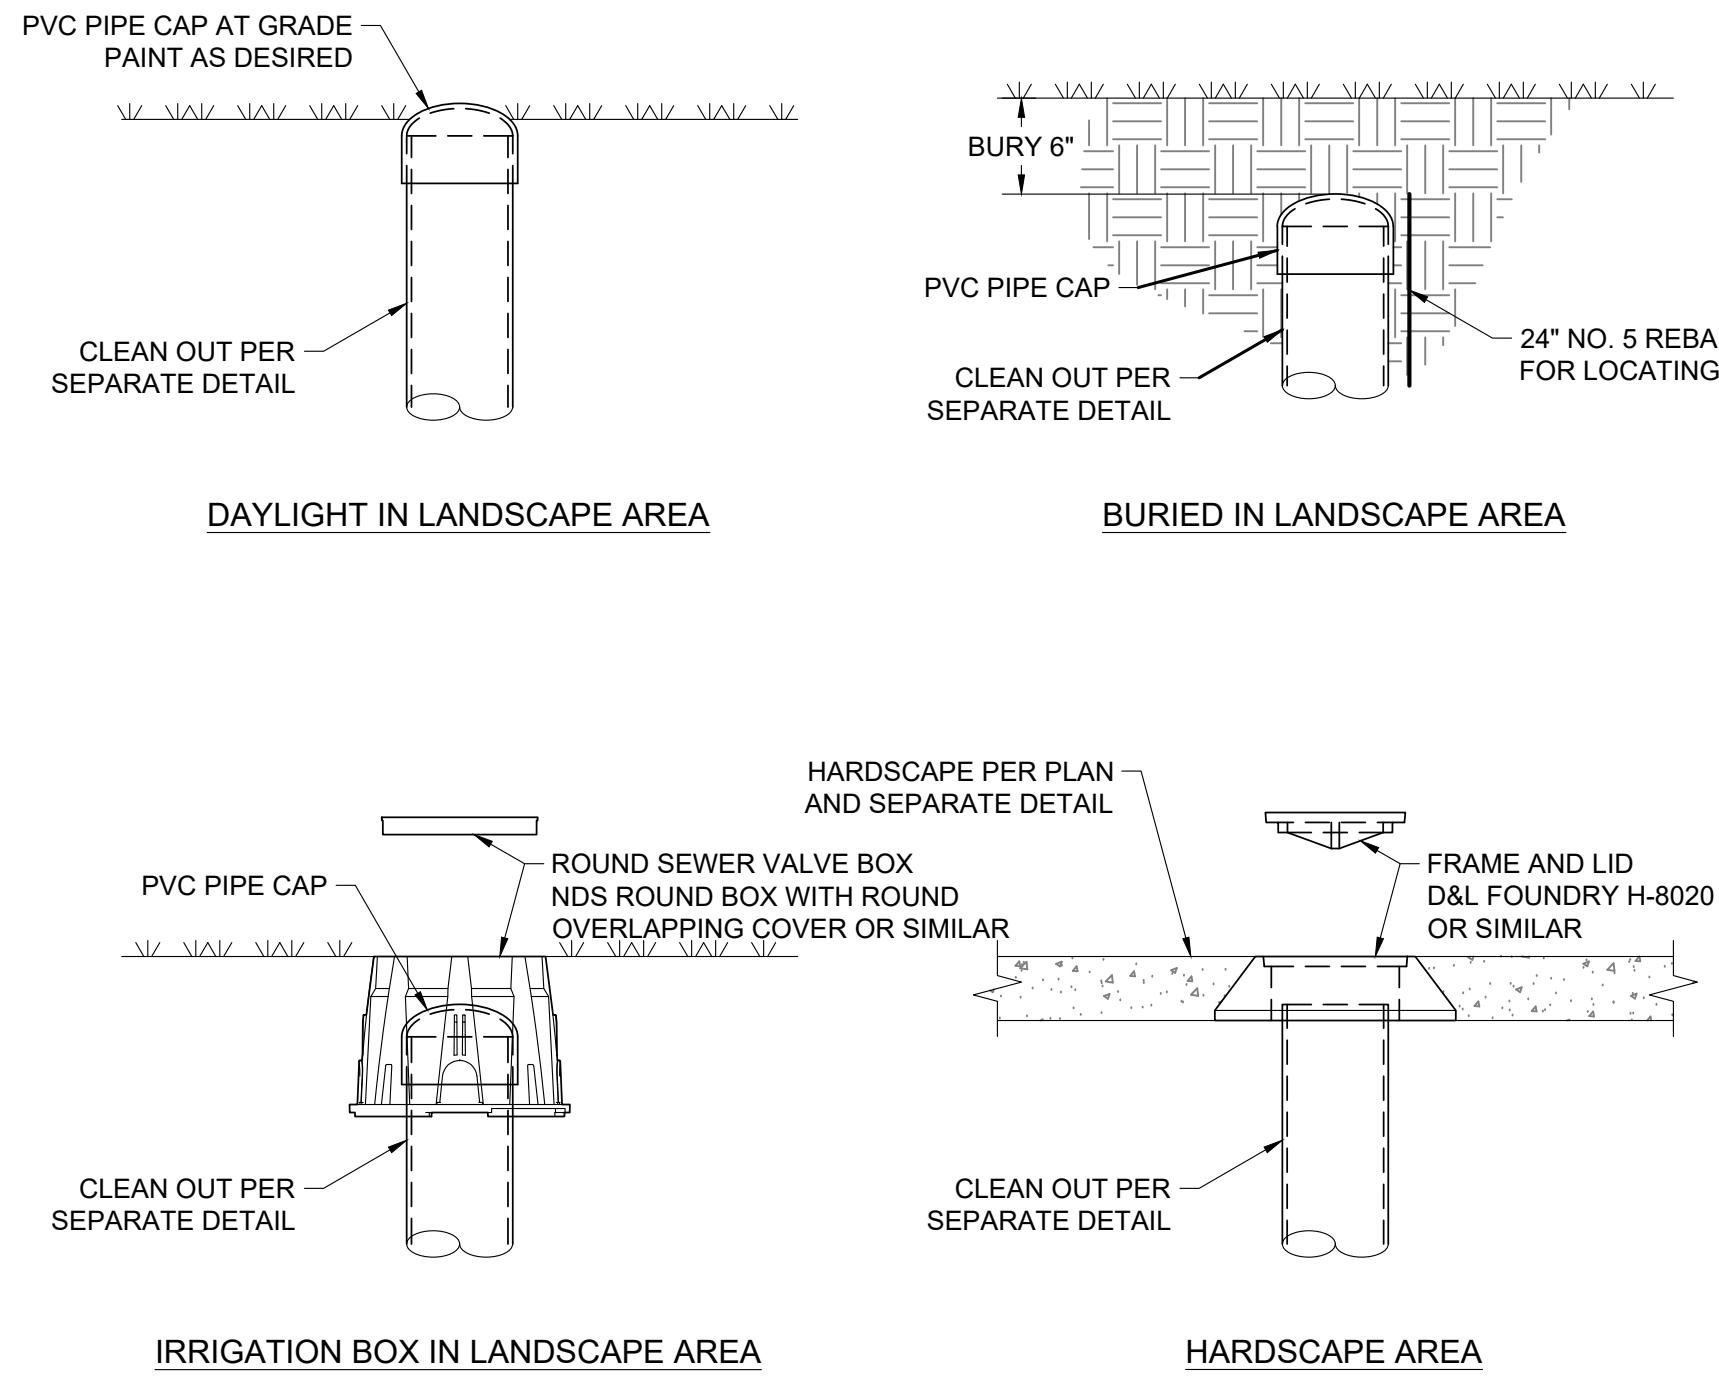 PVC PIPE CAP AT GRADE
PAINT AS DESIRED
CLEAN OUT PER
SEPARATE DETAIL
DAYLIGHT IN LANDSCAPE AREA
BURY 6"
PVC PIPE CAP
CLEAN OUT PER
SEPARATE DETAIL
24" NO. 5 REBA
FOR LOCATING
BURIED IN LANDSCAPE AREA
ROUND SEWER VALVE BOX
NDS ROUND BOX WITH ROUND
OVERLAPPING COVER OR SIMILAR
PVC PIPE CAP
CLEAN OUT PER
SEPARATE DETAIL
IRRIGATION BOX IN LANDSCAPE AREA
HARDSCAPE PER PLAN
AND SEPARATE DETAIL
FRAME AND LID
D&L FOUNDRY H-8020
OR SIMILAR
CLEAN OUT PER
SEPARATE DETAIL
HARDSCAPE AREA